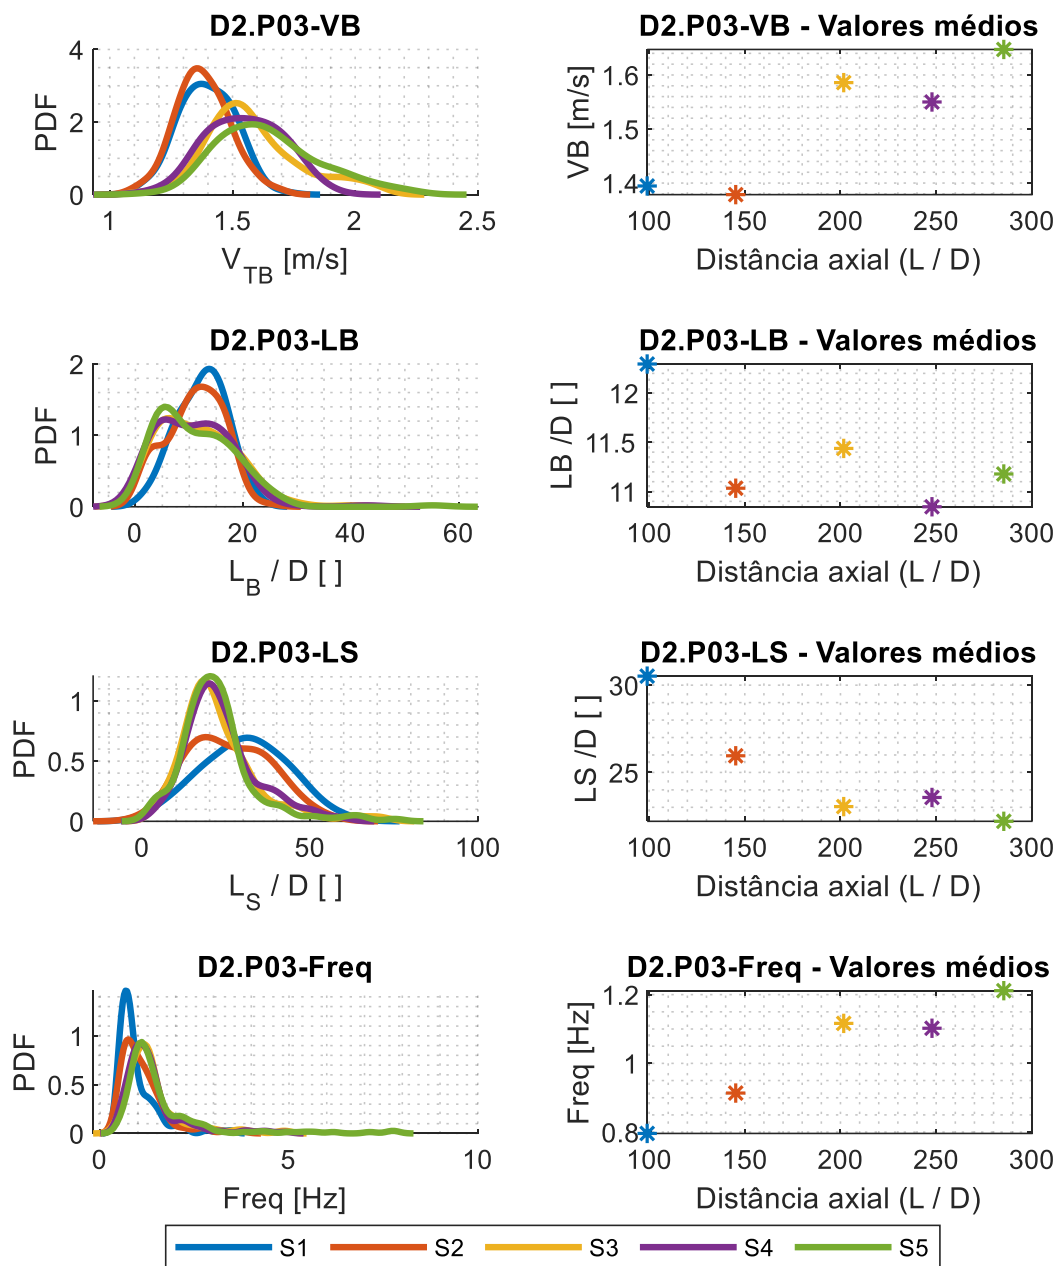 D2.P03-VB
PDF
4
2
0
1
1.5
2
2.5
V_TB [m/s]
D2.P03-VB - Valores médios
VB [m/s]
1.6
1.5
1.4
100
150
200
250
300
Distância axial (L / D)
D2.P03-LB
PDF
2
1
0
0
20
40
60
L_B / D [ ]
D2.P03-LB - Valores médios
LB /D [ ]
12
11.5
11
100
150
200
250
300
Distância axial (L / D)
D2.P03-LS
PDF
1
0.5
0
0
50
100
L_S / D [ ]
D2.P03-LS - Valores médios
LS /D [ ]
30
25
100
150
200
250
300
Distância axial (L / D)
D2.P03-Freq
PDF
1
0.5
0
0
5
10
Freq [Hz]
D2.P03-Freq - Valores médios
Freq [Hz]
1.2
1
0.8
100
150
200
250
300
Distância axial (L / D)
S1 S2 S3 S4 S5